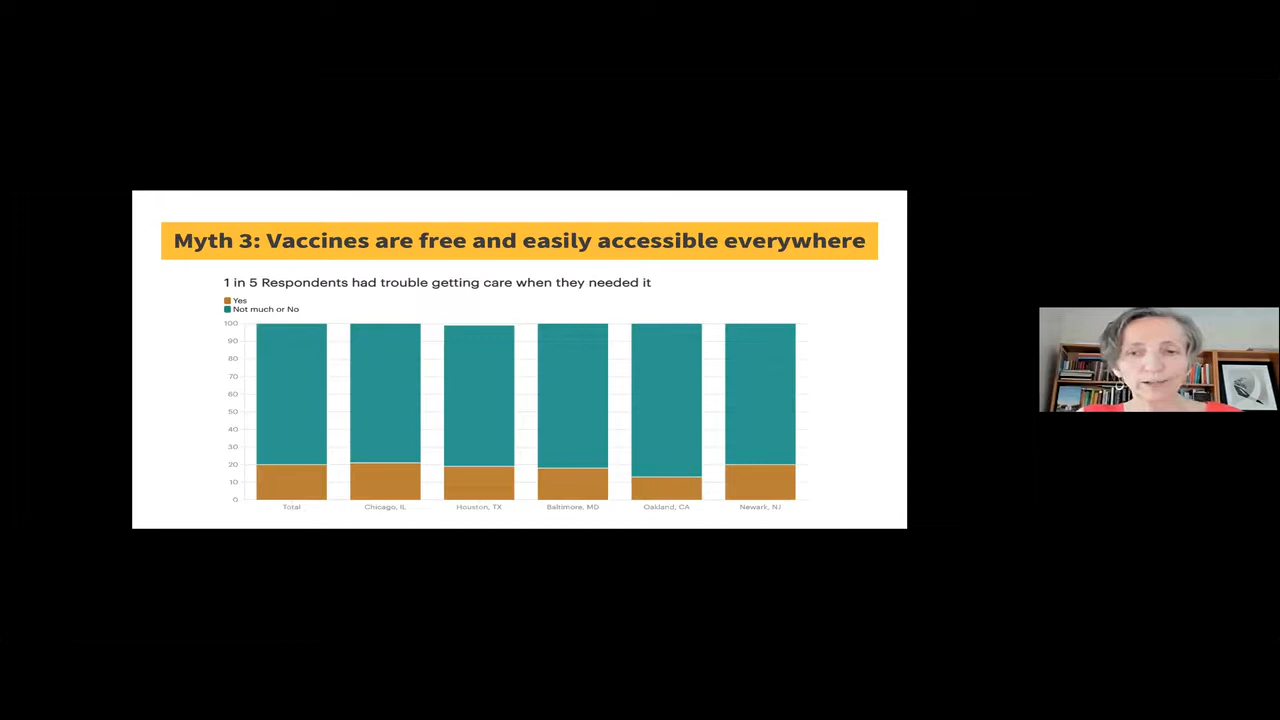 Myth 3: Vaccines are free and easily accessible everywhere
1 in 5 Respondents had trouble getting care when they needed it
Yes
Not much or No
100
90
80
70
60
50
40
30
20
10
0
Total
Chicago, IL
Houston, TX
Baltimore, MD
Oakland, CA
Newark, NJ